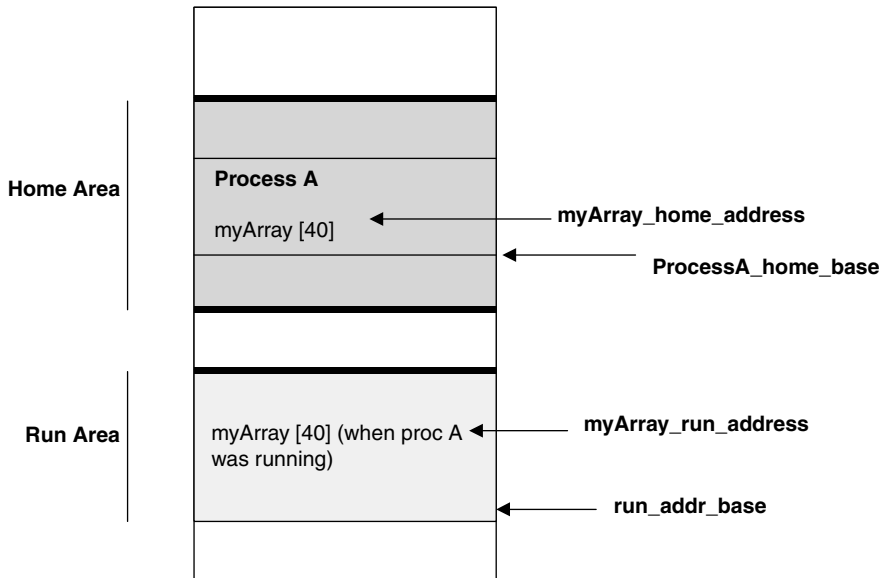 Home Area
Process A
myArray [40]
myArray_home_address
ProcessA_home_base
Run Area
myArray [40] (when proc A
was running)
myArray_run_address
run_addr_base